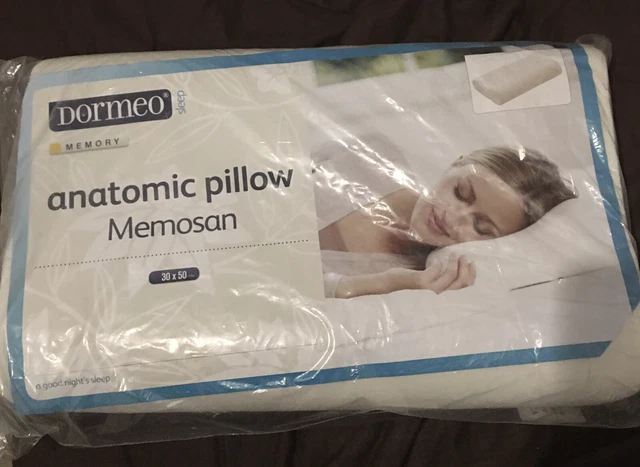 DORMEO®
sleep
MEMORY
anatomic pillow
Memosan
30 x 50
a good night's sleep